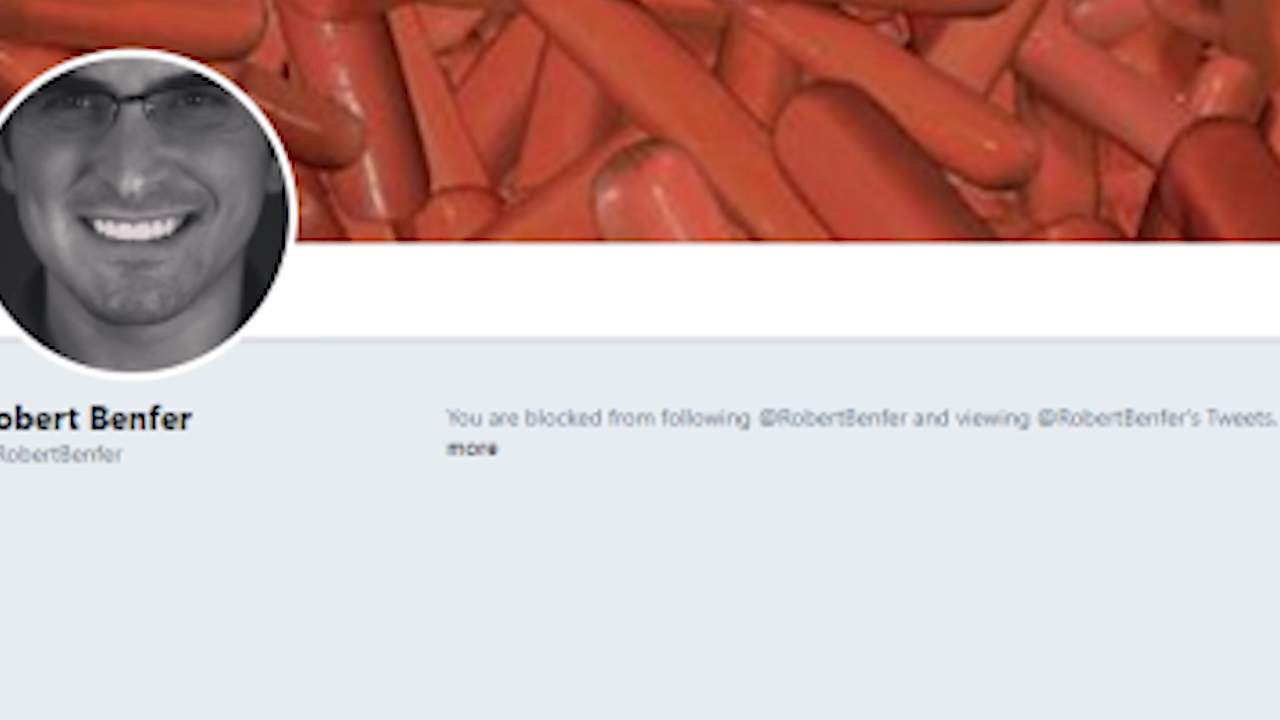 obert Benfer
RobertBenfer
You are blocked from following @RobertBenfer and viewing @RobertBenfer's Tweets.
more